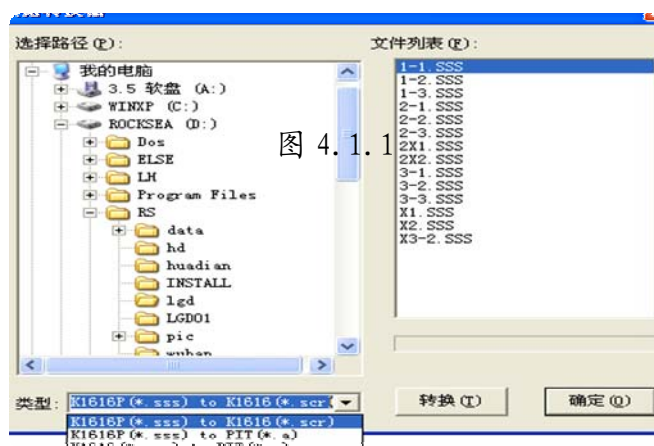 选择路径(P):
我的电脑
3.5 软盘 (A:)
WINXP (C:)
ROCKSEA (D:)
Dos
ELSE
LH
Program Files
RS
data
hd
huadian
INSTALL
lgd
LGD01
pic
wuhan
类型:
K1616P(*.sss) to K1616(*.scr(
K1616P(*.sss) to K1616(*.scr)
K1616P(*.sss) to PIT(*.a)
图 4.1.1
文件列表(F):
1-1.SSS
1-2.SSS
1-3.SSS
2-1.SSS
2-2.SSS
2-3.SSS
2X1.SSS
2X2.SSS
3-1.SSS
3-2.SSS
3-3.SSS
X1.SSS
X2.SSS
X3-2.SSS
转换(T)
确定(O)